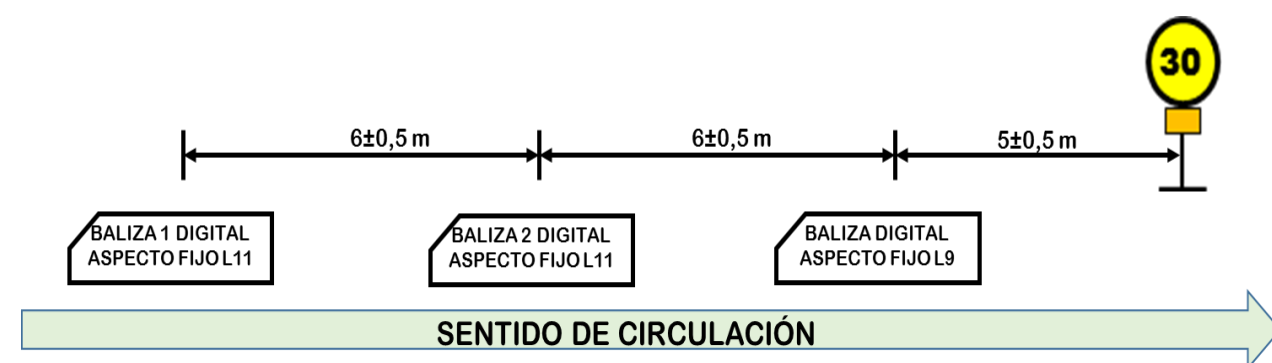 30
6±0,5 m
6±0,5 m
5±0,5 m
BALIZA 1 DIGITAL
ASPECTO FIJO L11
BALIZA 2 DIGITAL
ASPECTO FIJO L11
BALIZA DIGITAL
ASPECTO FIJO L9
SENTIDO DE CIRCULACIÓN